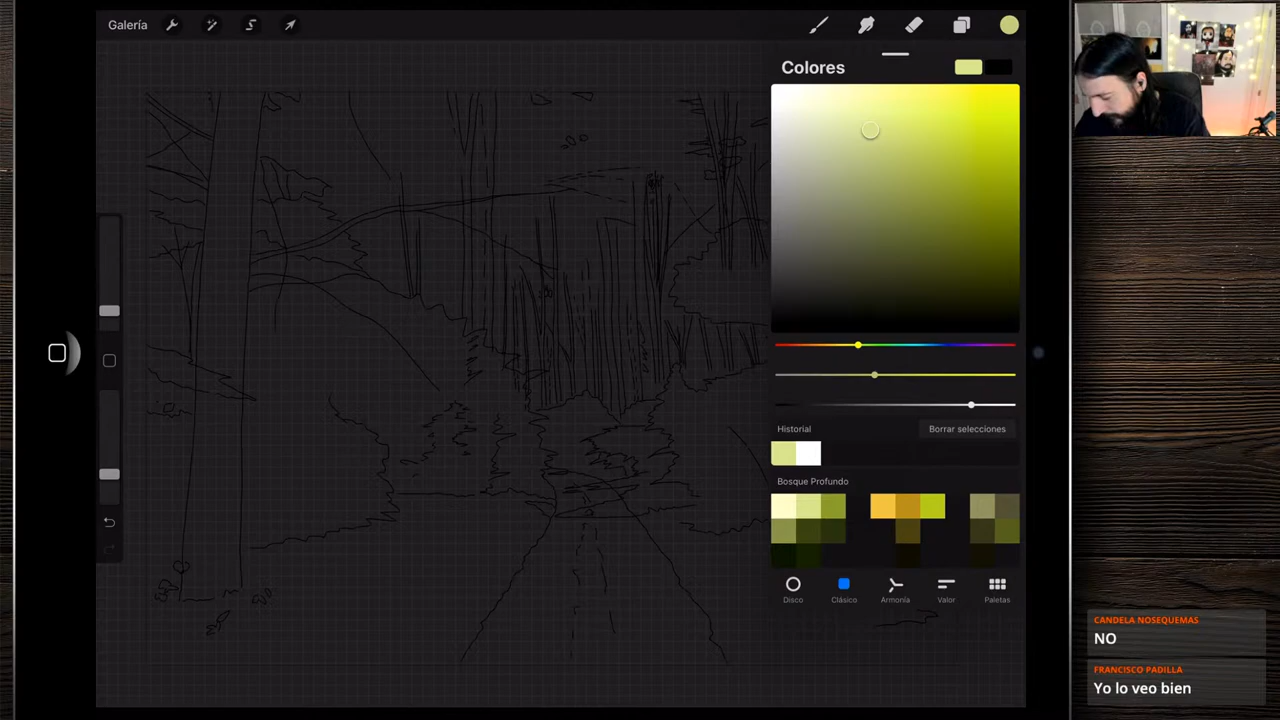 Galería
Colores
Historial
Borrar selecciones
Bosque Profundo
Disco
Clásico
Armonía
Valor
Paletas
CANDELA NOSEQUEMAS
NO
FRANCISCO PADILLA
Yo lo veo bien